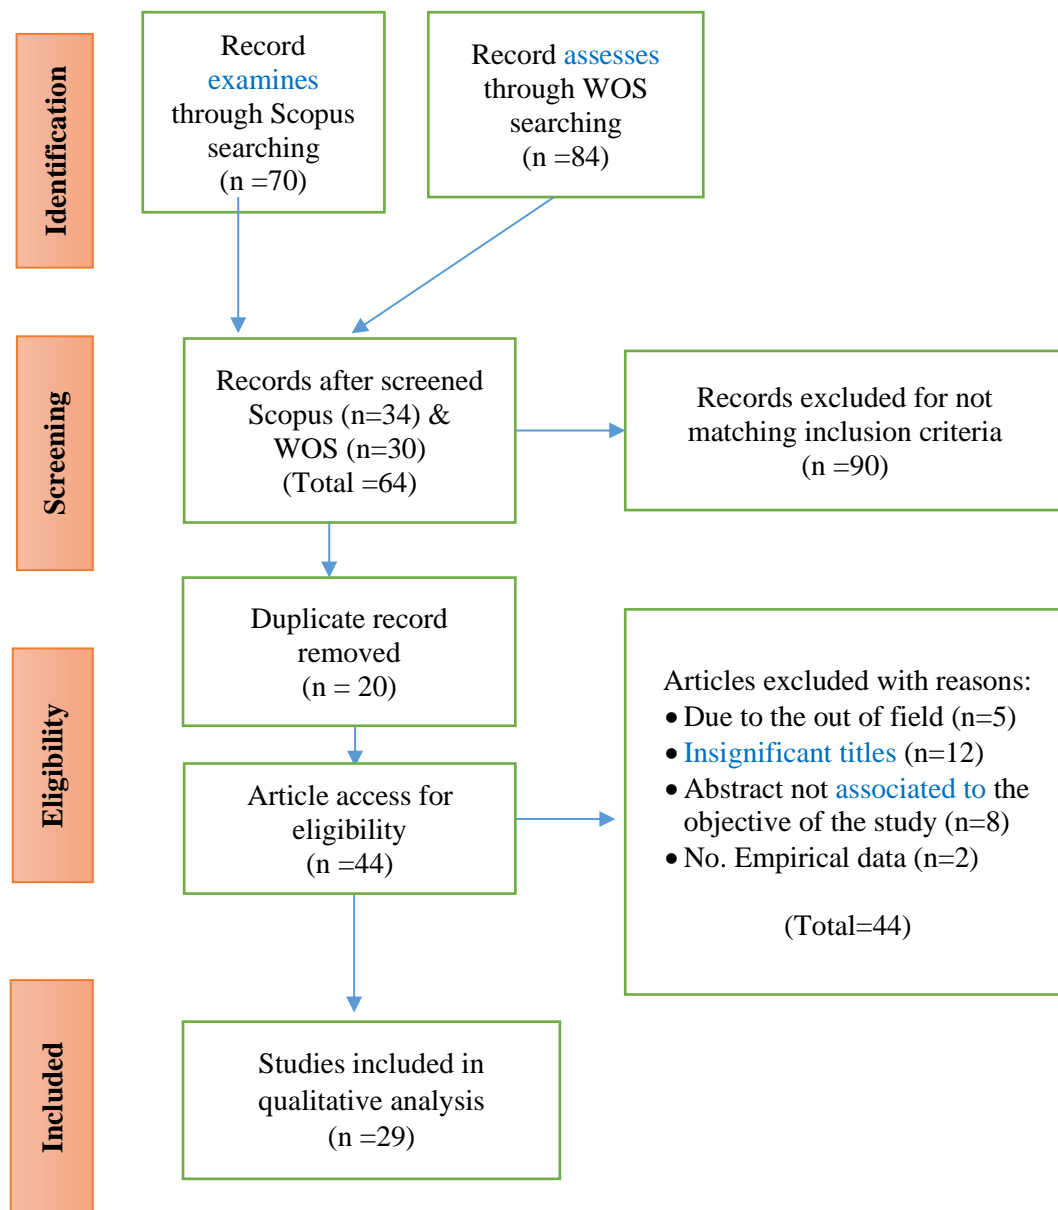 Identification
Record
examines
through Scopus
searching
(n =70)
Record assesses
through WOS
searching
(n =84)
Screening
Records after screened
Scopus (n=34) &
WOS (n=30)
(Total =64)
Records excluded for not
matching inclusion criteria
(n =90)
Duplicate record
removed
(n = 20)
Eligibility
Article access for
eligibility
(n =44)
Articles excluded with reasons:
• Due to the out of field (n=5)
• Insignificant titles (n=12)
• Abstract not associated to the
objective of the study (n=8)
• No. Empirical data (n=2)
(Total=44)
Included
Studies included in
qualitative analysis
(n =29)